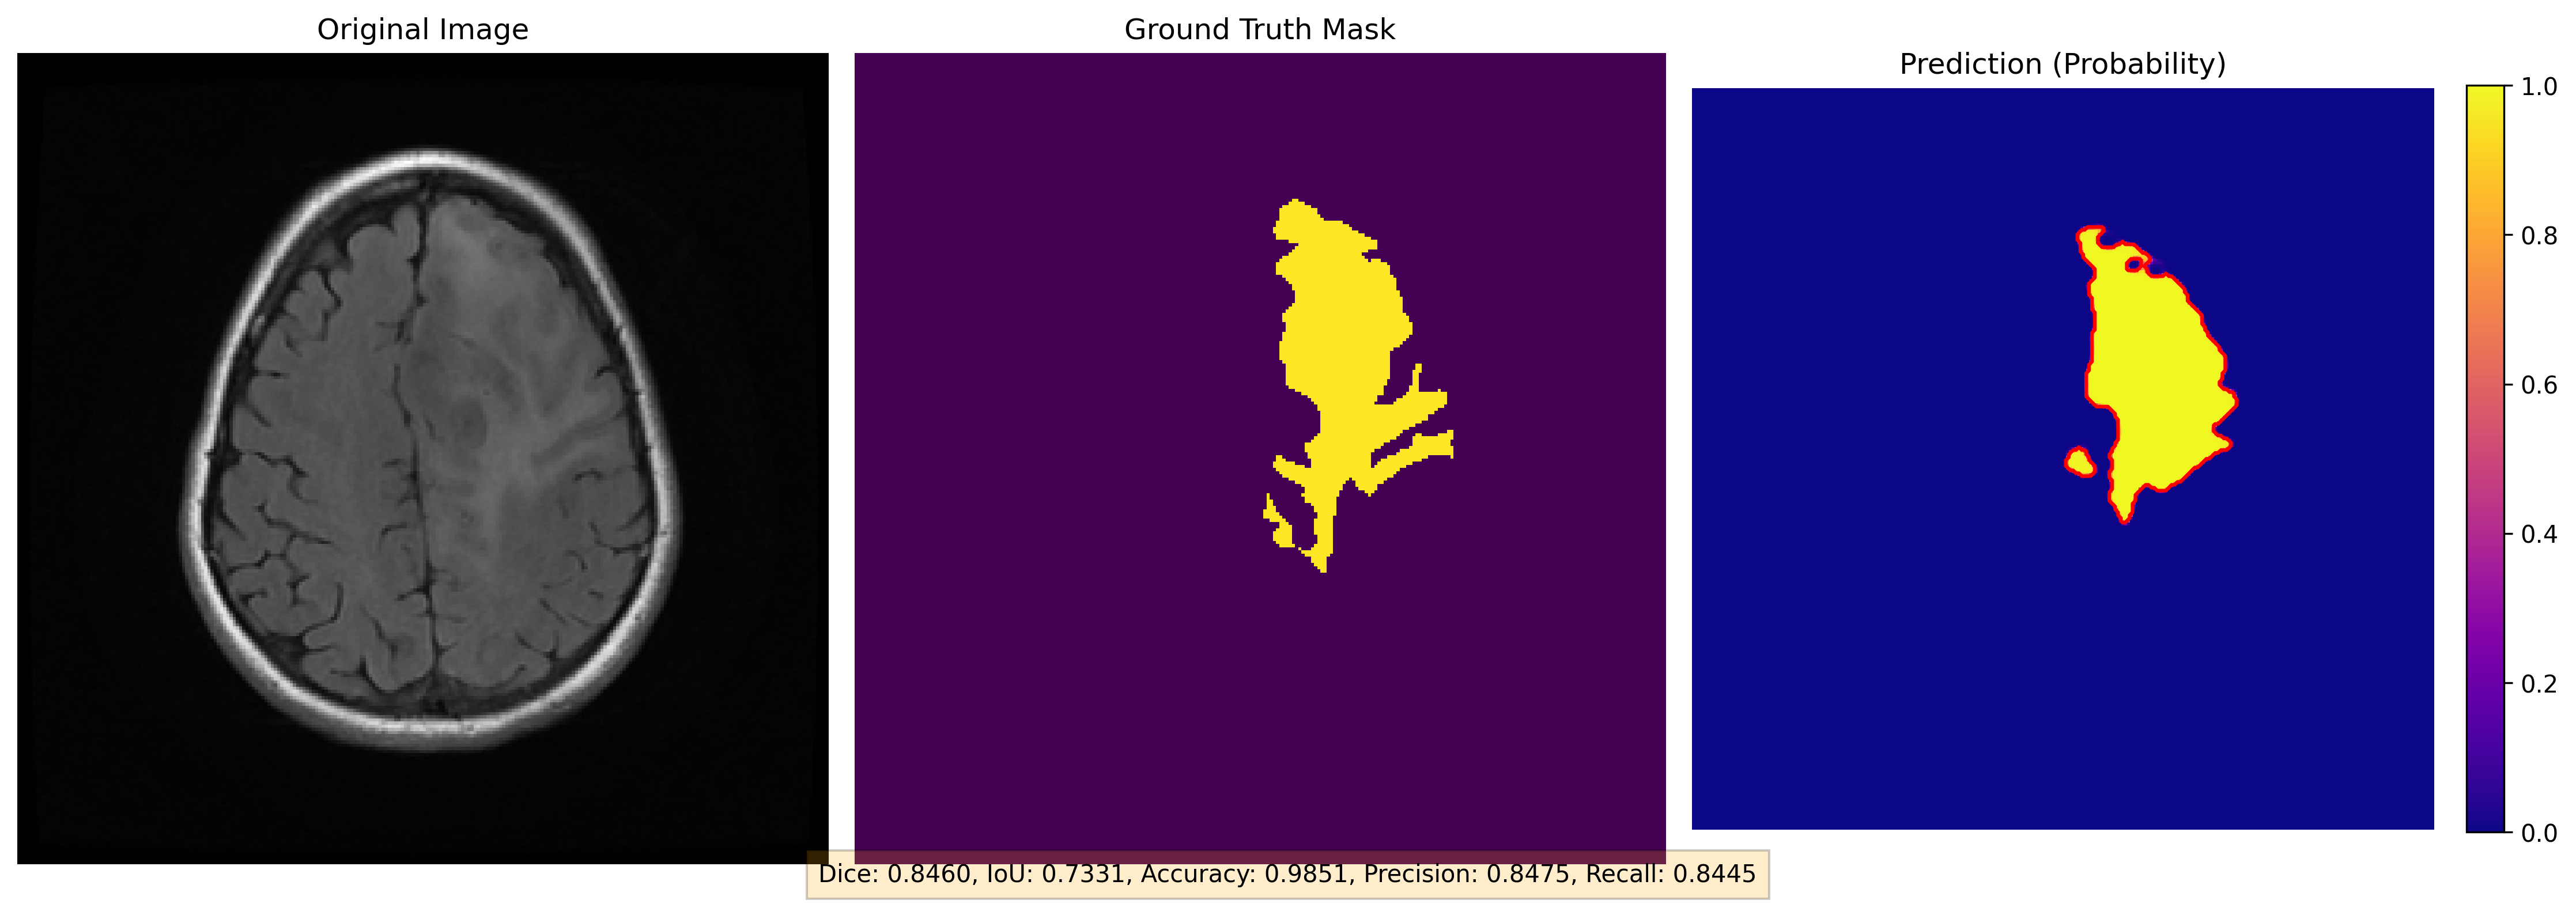 Original Image
Ground Truth Mask
Prediction (Probability)
1.0
0.8
0.6
0.4
0.2
0.0
Dice: 0.8460, IoU: 0.7331, Accuracy: 0.9851, Precision: 0.8475, Recall: 0.8445